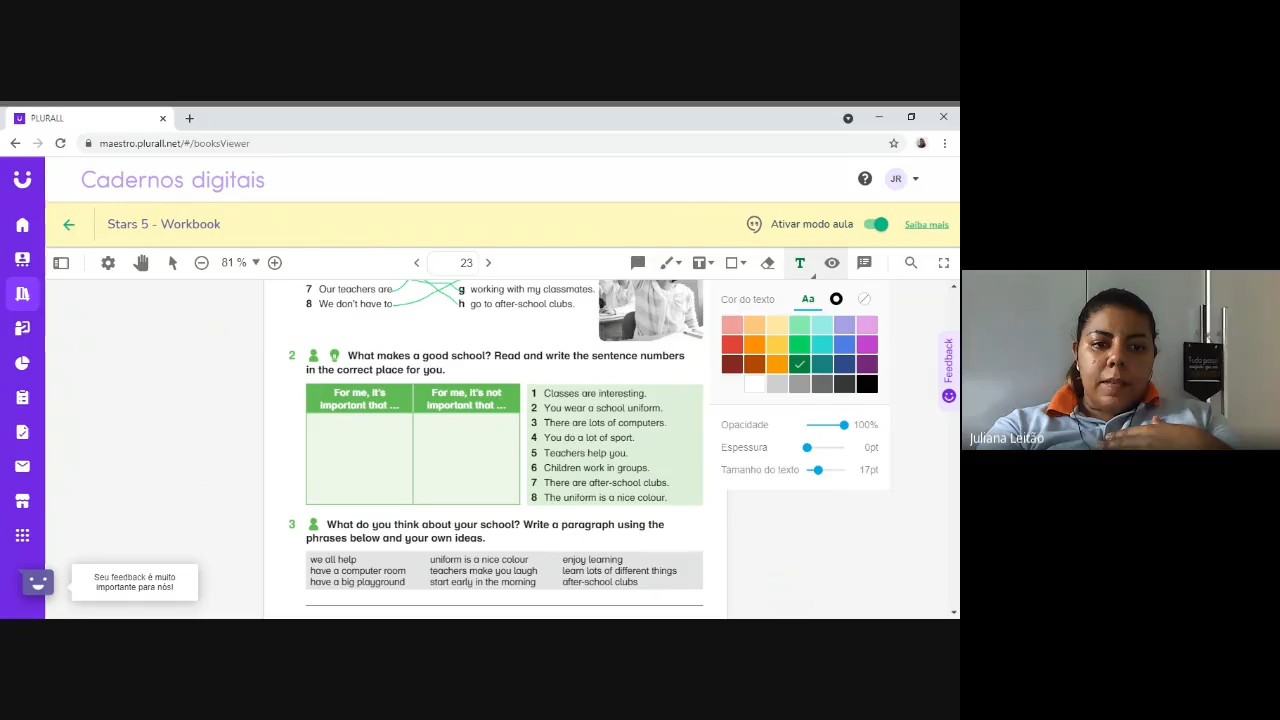 PLURALL
maestro.plurall.net/#/booksViewer
Cadernos digitais
JR
Stars 5 - Workbook
Ativar modo aula
Saiba mais
81 %
23
7 Our teachers are
g working with my classmates.
8 We don't have to
h go to after-school clubs.
2 What makes a good school? Read and write the sentence numbers
in the correct place for you.
For me, it's
important that ...
For me, it's not
important that ...
1 Classes are interesting.
2 You wear a school uniform.
3 There are lots of computers.
4 You do a lot of sport.
5 Teachers help you.
6 Children work in groups.
7 There are after-school clubs.
8 The uniform is a nice colour.
3 What do you think about your school? Write a paragraph using the
phrases below and your own ideas.
we all help
uniform is a nice colour
enjoy learning
have a computer room
teachers make you laugh
learn lots of different things
have a big playground
start early in the morning
after-school clubs
Cor do texto
Aa
Opacidade 100%
Espessura 0pt
Tamanho do texto 17pt
Feedback
Seu feedback é muito
importante para nós!
Tudo posso
Juliana Leitão